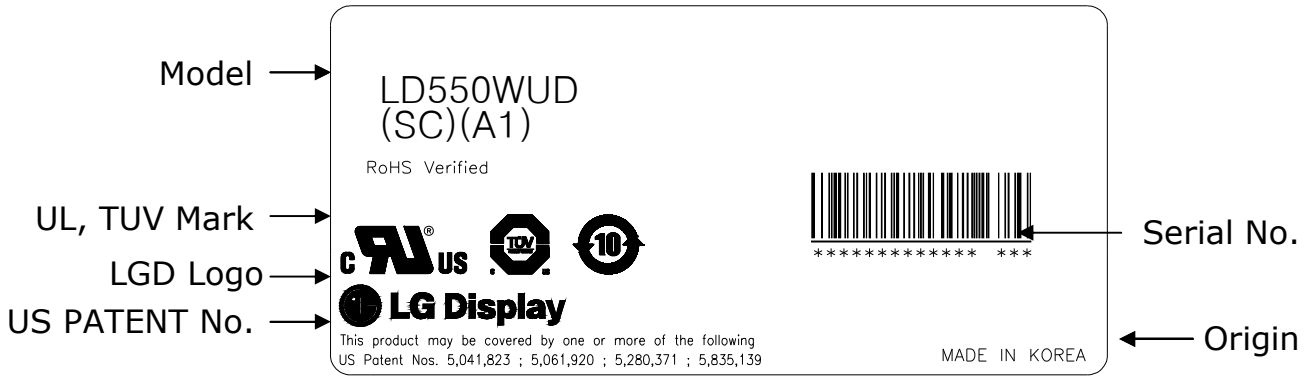 Model
LD550WUD
(SC)(A1)
RoHS Verified
UL, TUV Mark
c RU ® US
TÜV
10
Serial No.
************ ***
LGD Logo
LG Display
US PATENT No.
This product may be covered by one or more of the following
US Patent Nos. 5,041,823 ; 5,061,920 ; 5,280,371 ; 5,835,139
MADE IN KOREA
Origin